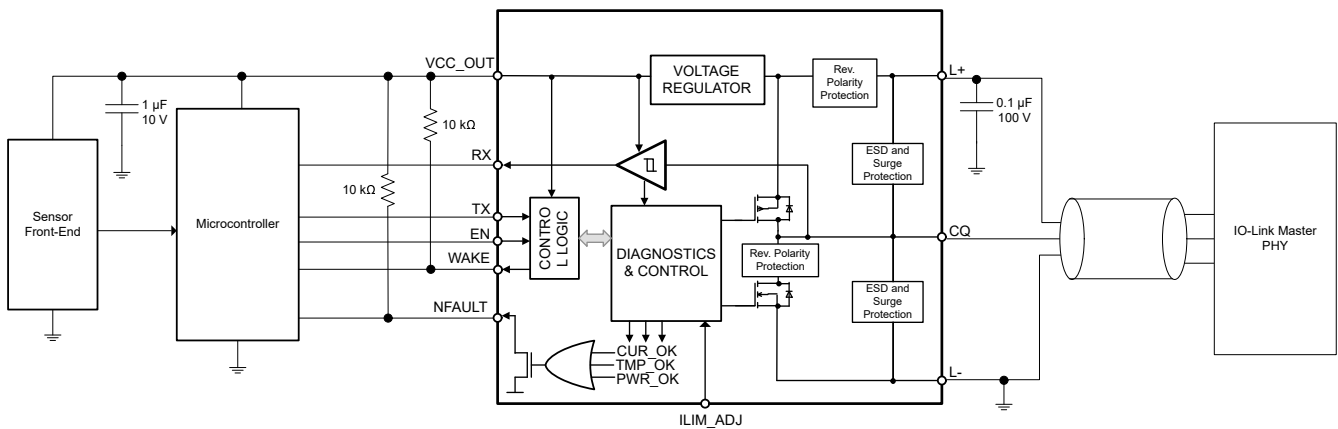 VCC_OUT
VOLTAGE
REGULATOR
Rev.
Polarity
Protection
L+
1 µF
10 V
10 kΩ
0.1 µF
100 V
RX
ESD and
Surge
Protection
10 kΩ
Sensor
Front-End
Microcontroller
TX
EN
WAKE
CONTRO
L LOGIC
DIAGNOSTICS
& CONTROL
Rev. Polarity
Protection
CQ
IO-Link Master
PHY
ESD and
Surge
Protection
NFAULT
CUR_OK
TMP_OK
PWR_OK
L-
ILIM_ADJ